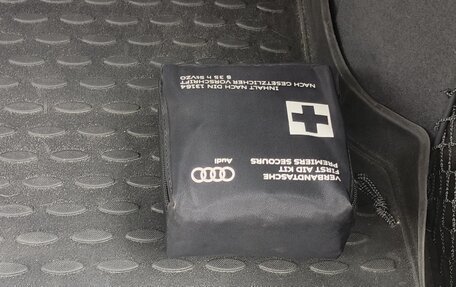 VERBANDTASCHE
FIRST AID KIT
PREMIERS SECOURS
Audi
INHALT NACH DIN 13164
NACH GESETZLICHER VORSCHRIFT
§ 35 h StVZO